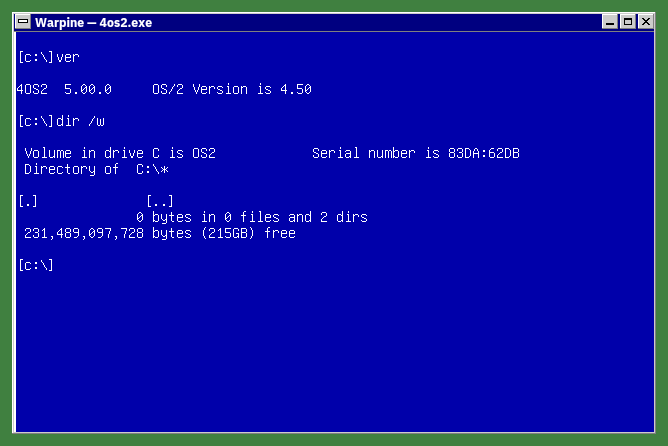 Warpine — 4os2.exe
[c:\]ver
4OS2  5.00.0     OS/2 Version is 4.50
[c:\]dir /w
Volume in drive C is OS2            Serial number is 83DA:62DB
Directory of  C:\*
[.]             [..]
0 bytes in 0 files and 2 dirs
231,489,097,728 bytes (215GB) free
[c:\]